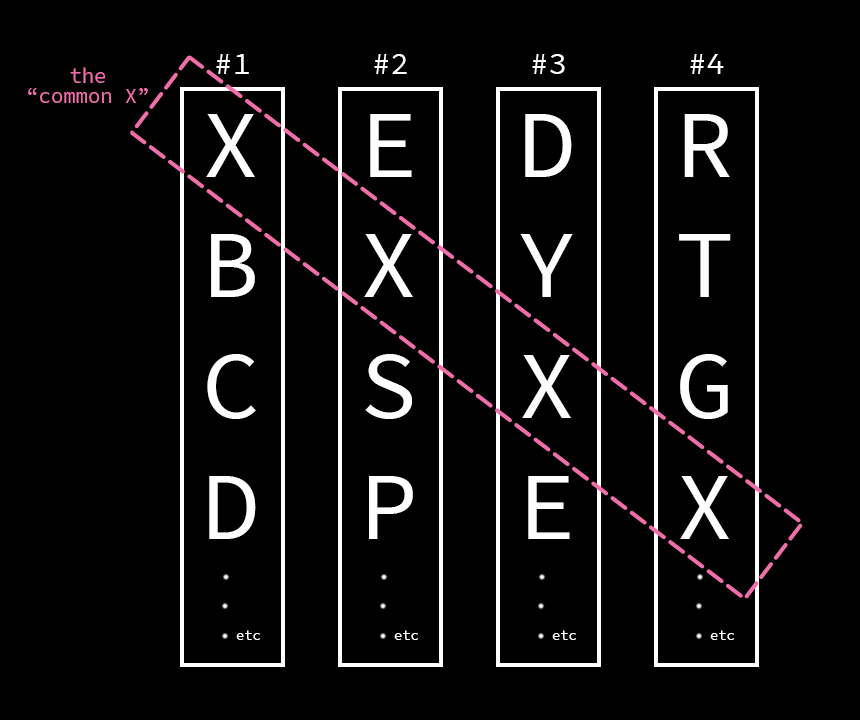 #1 #2 #3 #4
the
“common X”
X E D R
B X Y T
C S X G
D P E X
etc etc etc etc